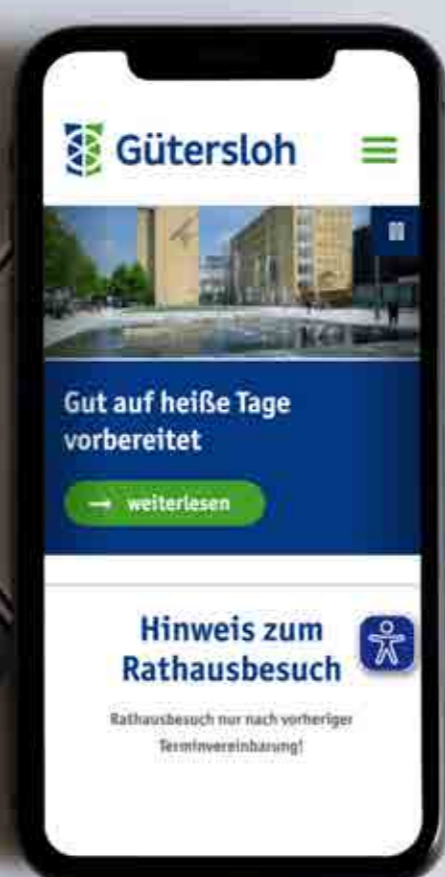 Gütersloh
Gut auf heiße Tage
vorbereitet
→ weiterlesen
Hinweis zum
Rathausbesuch
Rathausbesuch nur nach vorheriger
Terminvereinbarung!